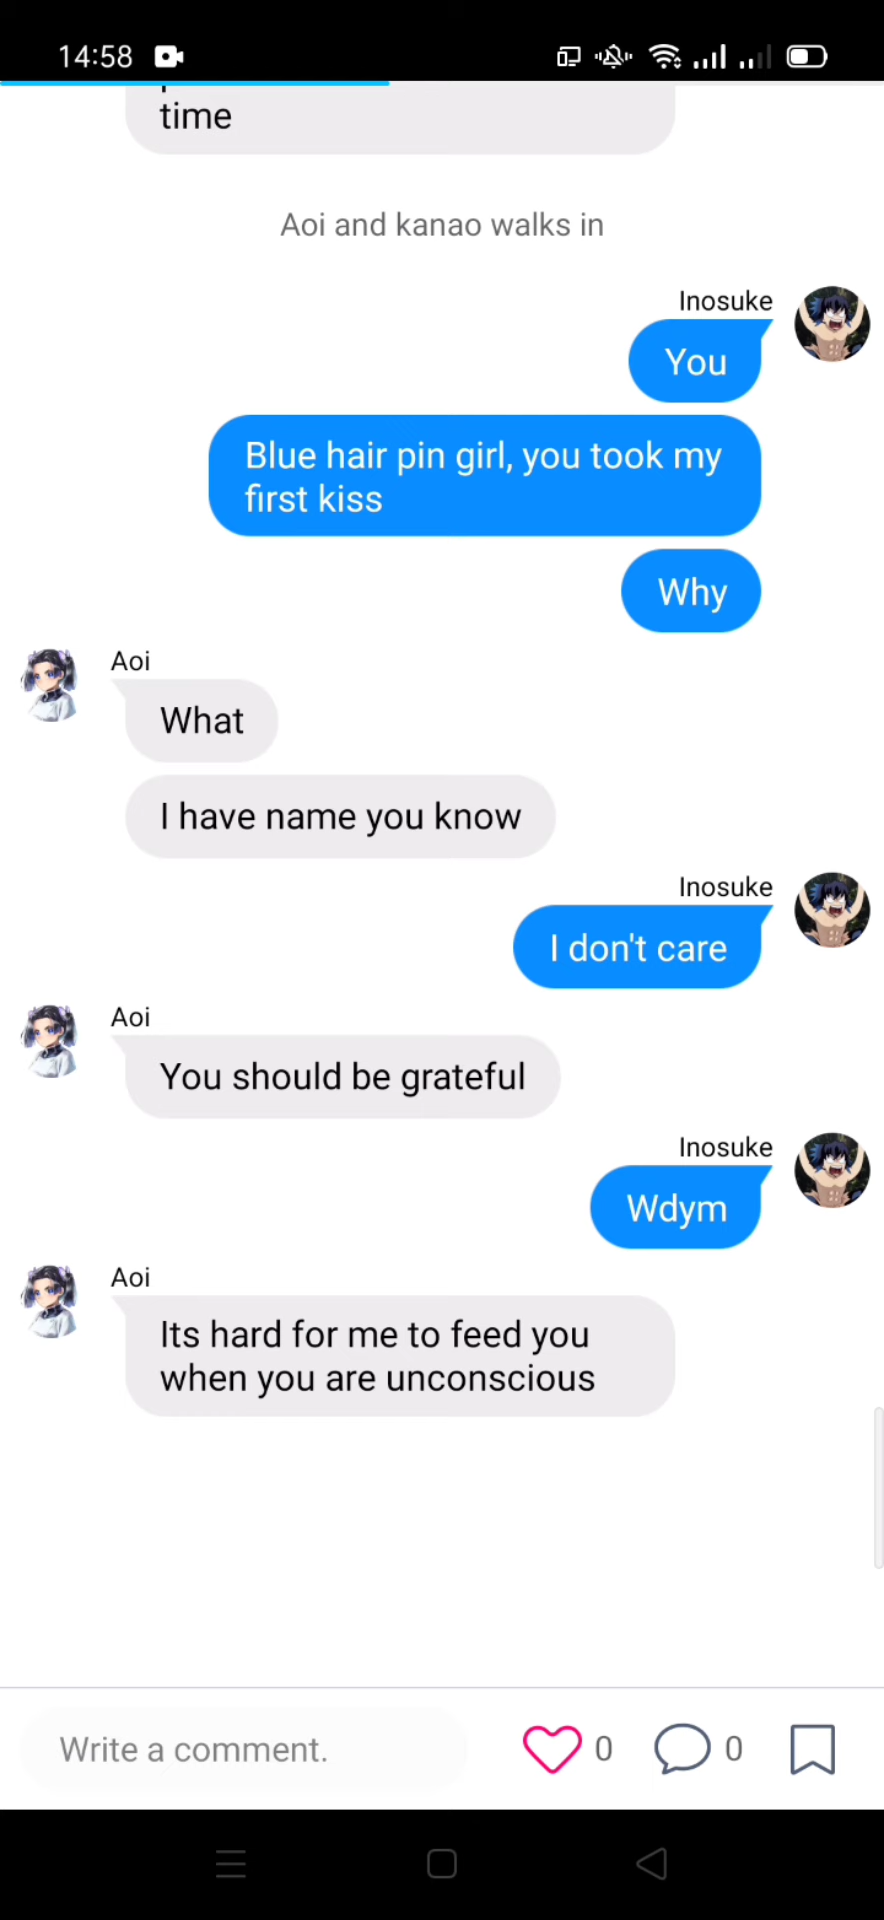 14:58
time
Aoi and kanao walks in
Inosuke
You
Blue hair pin girl, you took my
first kiss
Why
Aoi
What
I have name you know
Inosuke
I don't care
Aoi
You should be grateful
Inosuke
Wdym
Aoi
Its hard for me to feed you
when you are unconscious
Write a comment.
0
0